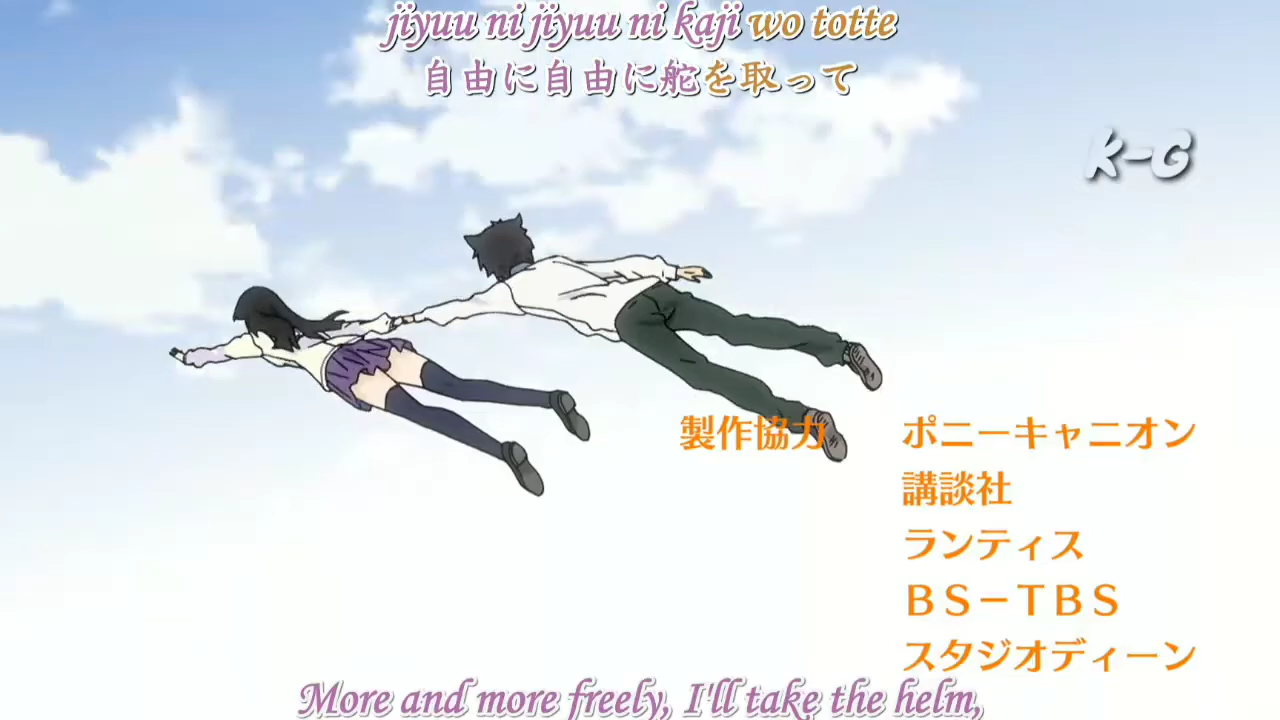 jiyuu ni jiyuu ni kaji wo totte
自由に自由に舵を取って
K-G
製作協力
ポニーキャニオン
講談社
ランティス
ＢＳ－ＴＢＳ
スタジオディーン
More and more freely, I'll take the helm,